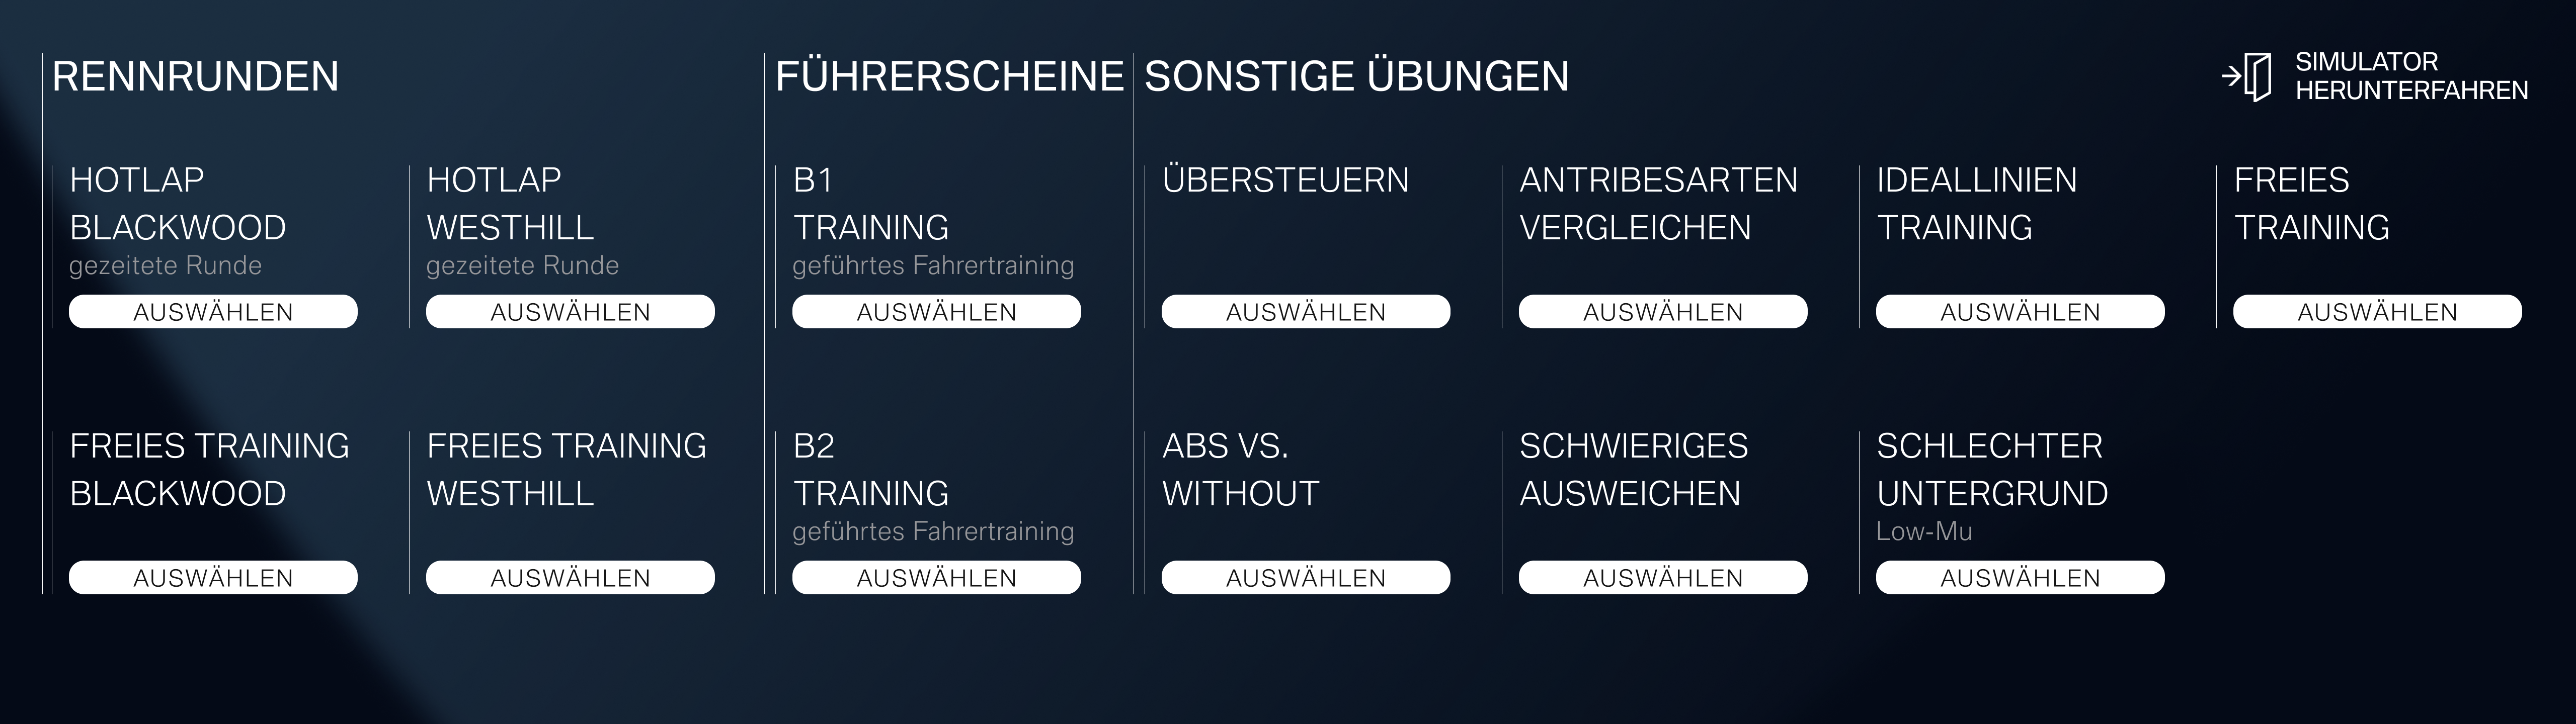 RENNRUNDEN
FÜHRERSCHEINE
SONSTIGE ÜBUNGEN
SIMULATOR
HERUNTERFAHREN
HOTLAP
BLACKWOOD
gezeitete Runde
AUSWÄHLEN
HOTLAP
WESTHILL
gezeitete Runde
AUSWÄHLEN
B1
TRAINING
geführtes Fahrertraining
AUSWÄHLEN
ÜBERSTEUERN
AUSWÄHLEN
ANTRIBESARTEN
VERGLEICHEN
AUSWÄHLEN
IDEALLINIEN
TRAINING
AUSWÄHLEN
FREIES
TRAINING
AUSWÄHLEN
FREIES TRAINING
BLACKWOOD
AUSWÄHLEN
FREIES TRAINING
WESTHILL
AUSWÄHLEN
B2
TRAINING
geführtes Fahrertraining
AUSWÄHLEN
ABS VS.
WITHOUT
AUSWÄHLEN
SCHWIERIGES
AUSWEICHEN
AUSWÄHLEN
SCHLECHTER
UNTERGRUND
Low-Mu
AUSWÄHLEN